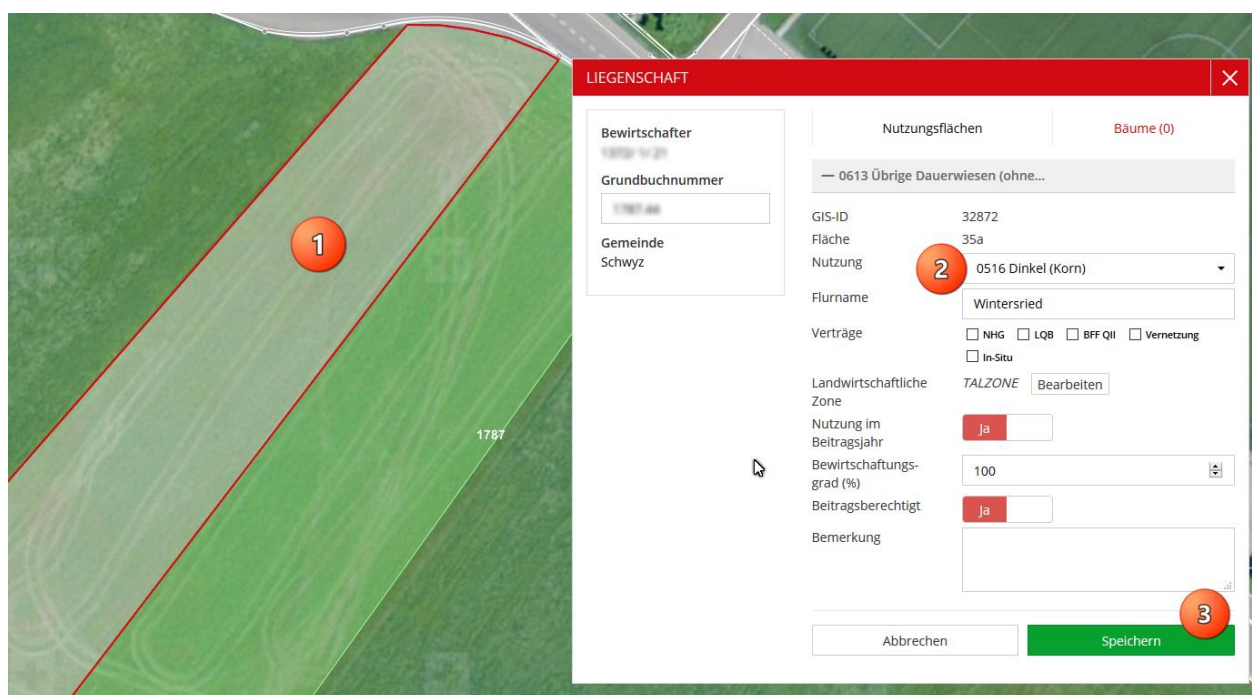 LIEGENSCHAFT
Bewirtschafter
Grundbuchnummer
Gemeinde
Schwyz
Nutzungsflächen
Bäume (0)
0613 Übrige Dauerwiesen (ohne...
GIS-ID 32872
Fläche 35a
Nutzung 0516 Dinkel (Korn)
Flurname Wintersried
Verträge NHG LQB BFF QII Vernetzung
In-Situ
Landwirtschaftliche TALZONE Bearbeiten
Zone
Nutzung im Ja
Beitragsjahr
Bewirtschaftungs- 100
grad (%)
Beitragsberechtigt Ja
Bemerkung
Abbrechen Speichern
1
2
3
1787